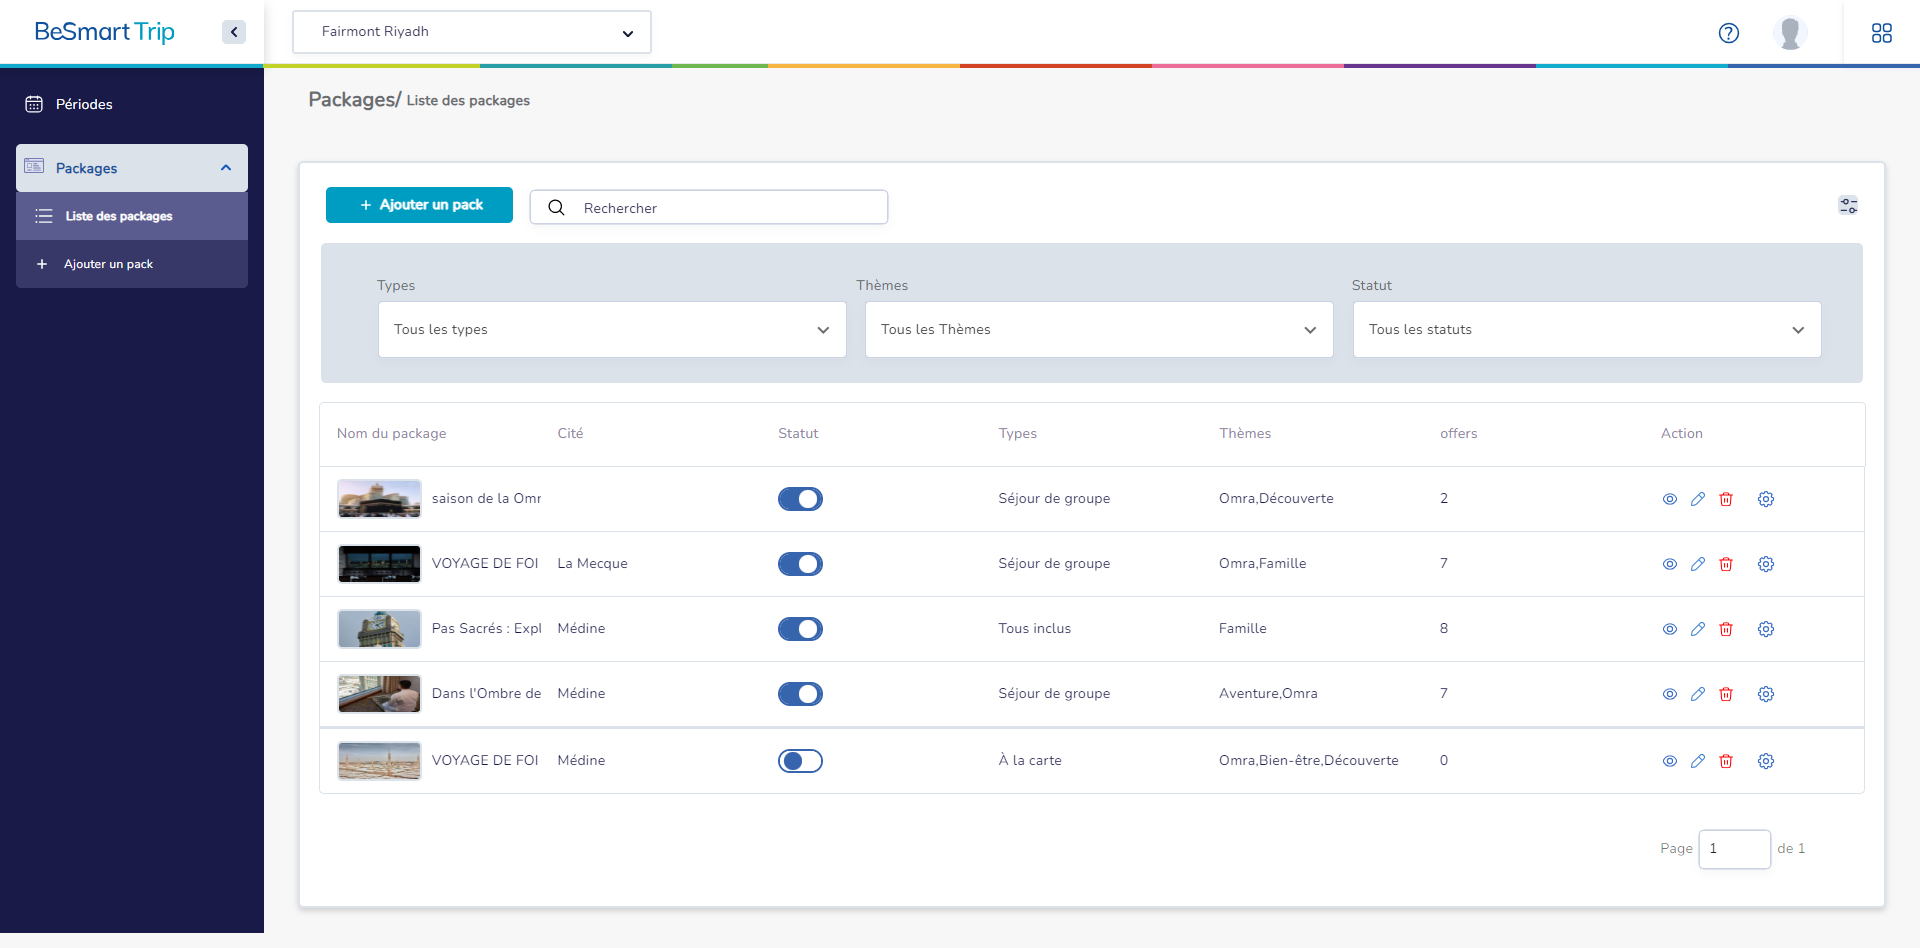 BeSmart Trip
Fairmont Riyadh
Périodes
Packages
Liste des packages
Ajouter un pack
Packages/ Liste des packages
Ajouter un pack
Rechercher
Types Thèmes Statut
Tous les types Tous les Thèmes Tous les statuts
Nom du package Cité Statut Types Thèmes offers Action
saison de la Omr Séjour de groupe Omra,Découverte 2
VOYAGE DE FOI La Mecque Séjour de groupe Omra,Famille 7
Pas Sacrés : Expl Médine Tous inclus Famille 8
Dans l'Ombre de Médine Séjour de groupe Aventure,Omra 7
VOYAGE DE FOI Médine À la carte Omra,Bien-être,Découverte 0
Page 1 de 1